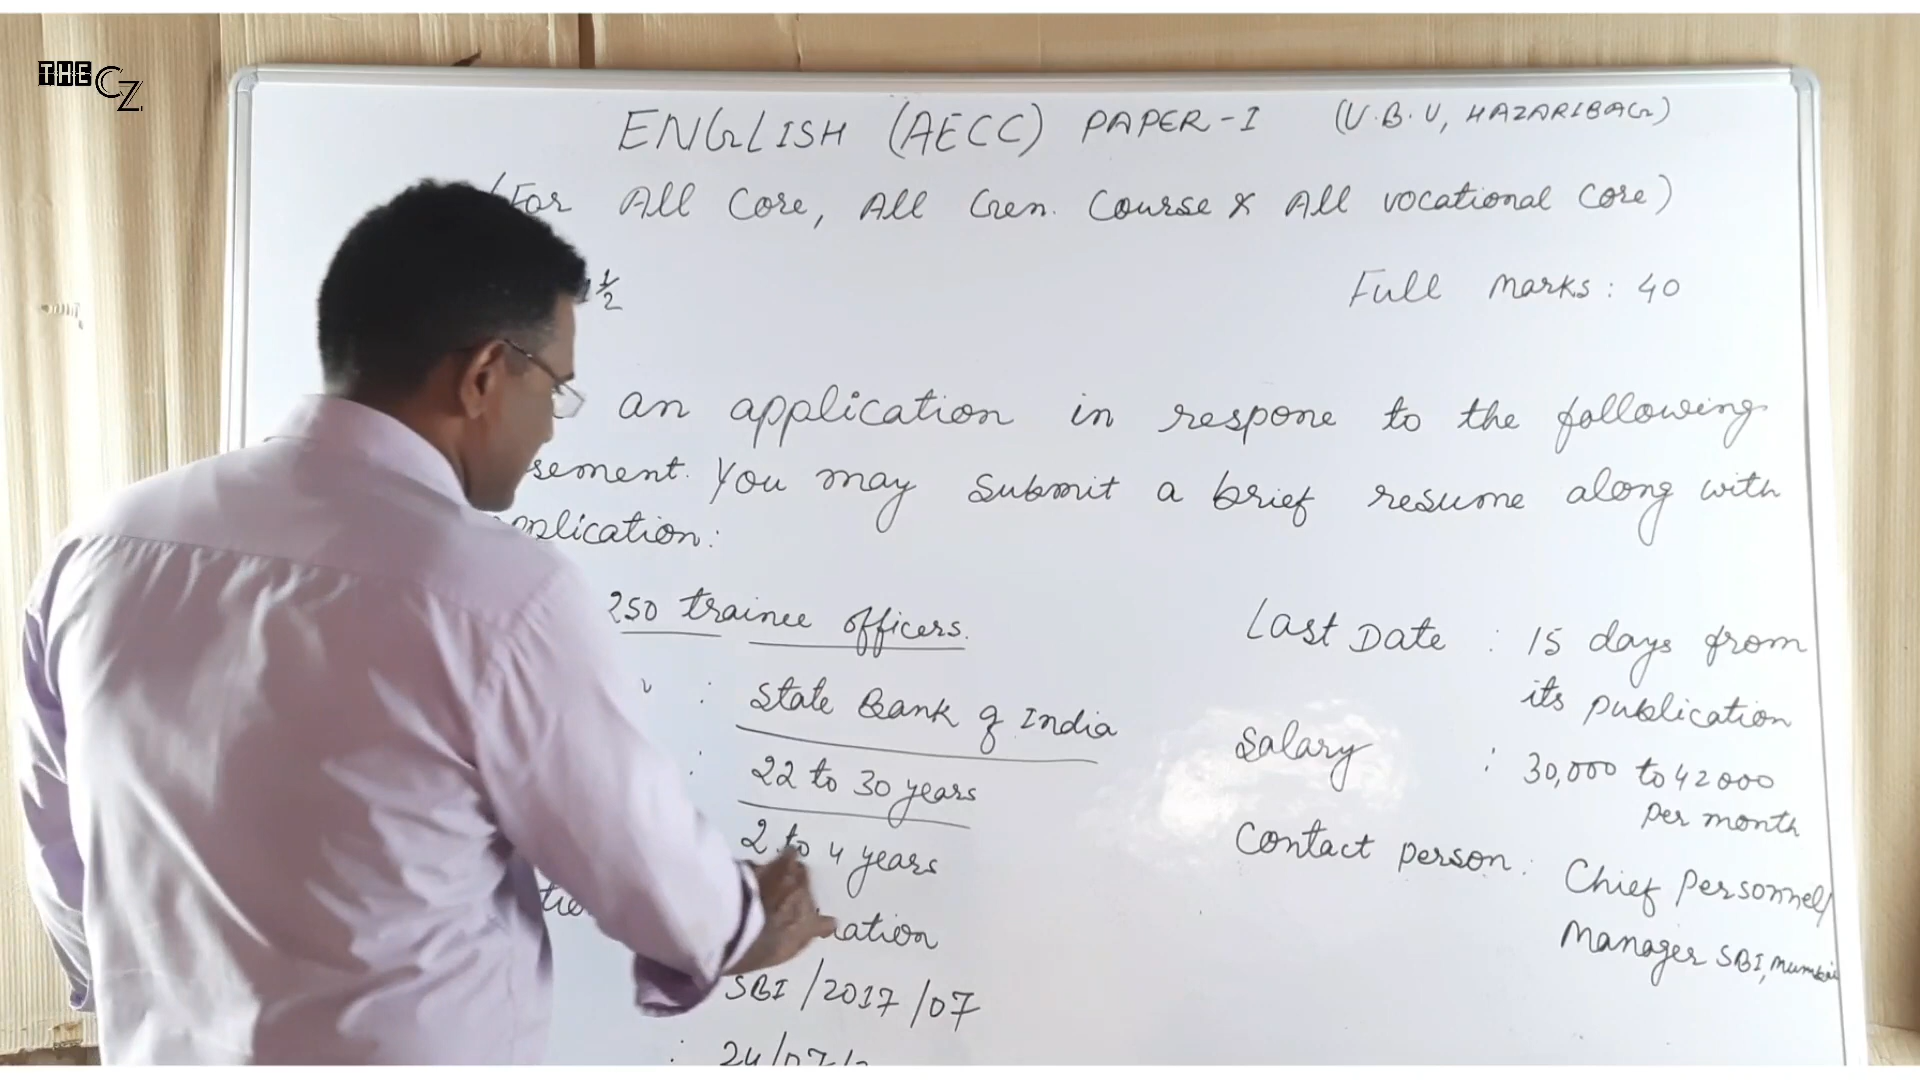 THE CZ
ENGLISH (AECC) PAPER-I (U.B.U, HAZARIBAG)
(For All Core, All Gen. Course & All vocational Core)
1/2 Full marks: 40
an application in respone to the following
sement. You may submit a brief resume along with
plication:
250 trainee officers.
: State Bank of India
: 22 to 30 years
2 to 4 years
ation
SBI/2017/07
: 24/07/
Last Date : 15 days from
its publication
Salary : 30,000 to 42000
Per month
Contact person: Chief Personnel
Manager SBI, Mumbai